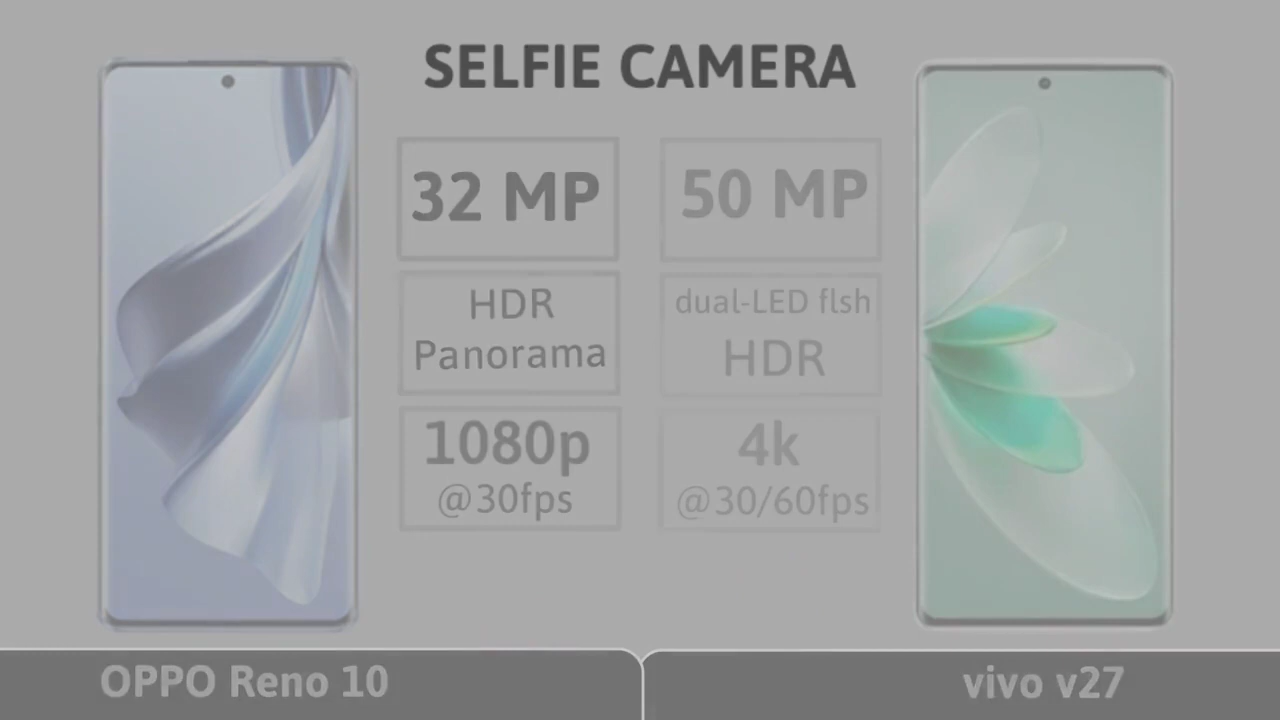 SELFIE CAMERA
32 MP
50 MP
HDR
Panorama
dual-LED flsh
HDR
1080p
@30fps
4k
@30/60fps
OPPO Reno 10
vivo v27